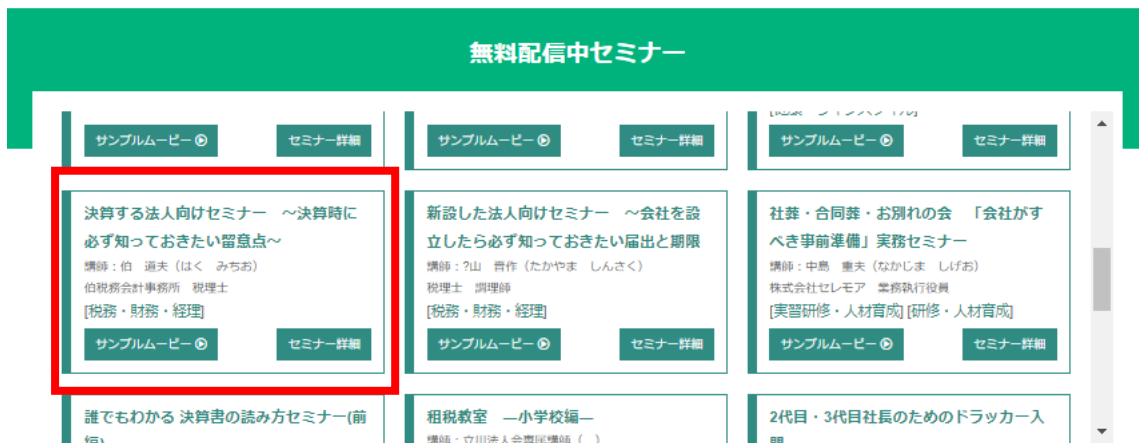 無料配信中セミナー
サンプルムービー
セミナー詳細
サンプルムービー
セミナー詳細
サンプルムービー
セミナー詳細
決算する法人向けセミナー　～決算時に
必ず知っておきたい留意点～
講師：伯　道夫（はく　みちお）
伯税務会計事務所　税理士
[税務・財務・経理]
サンプルムービー
セミナー詳細
新設した法人向けセミナー　～会社を設
立したら必ず知っておきたい届出と期限
講師：?山　晋作（たかやま　しんさく）
税理士　調理師
[税務・財務・経理]
サンプルムービー
セミナー詳細
社葬・合同葬・お別れの会　「会社がす
べき事前準備」実務セミナー
講師：中島　重夫（なかじま　しげお）
株式会社セレモア　業務執行役員
[実習研修・人材育成] [研修・人材育成]
サンプルムービー
セミナー詳細
誰でもわかる 決算書の読み方セミナー(前
租税教室　―小学校編―
講師：立川法人会専属講師（　）
2代目・3代目社長のためのドラッカー入